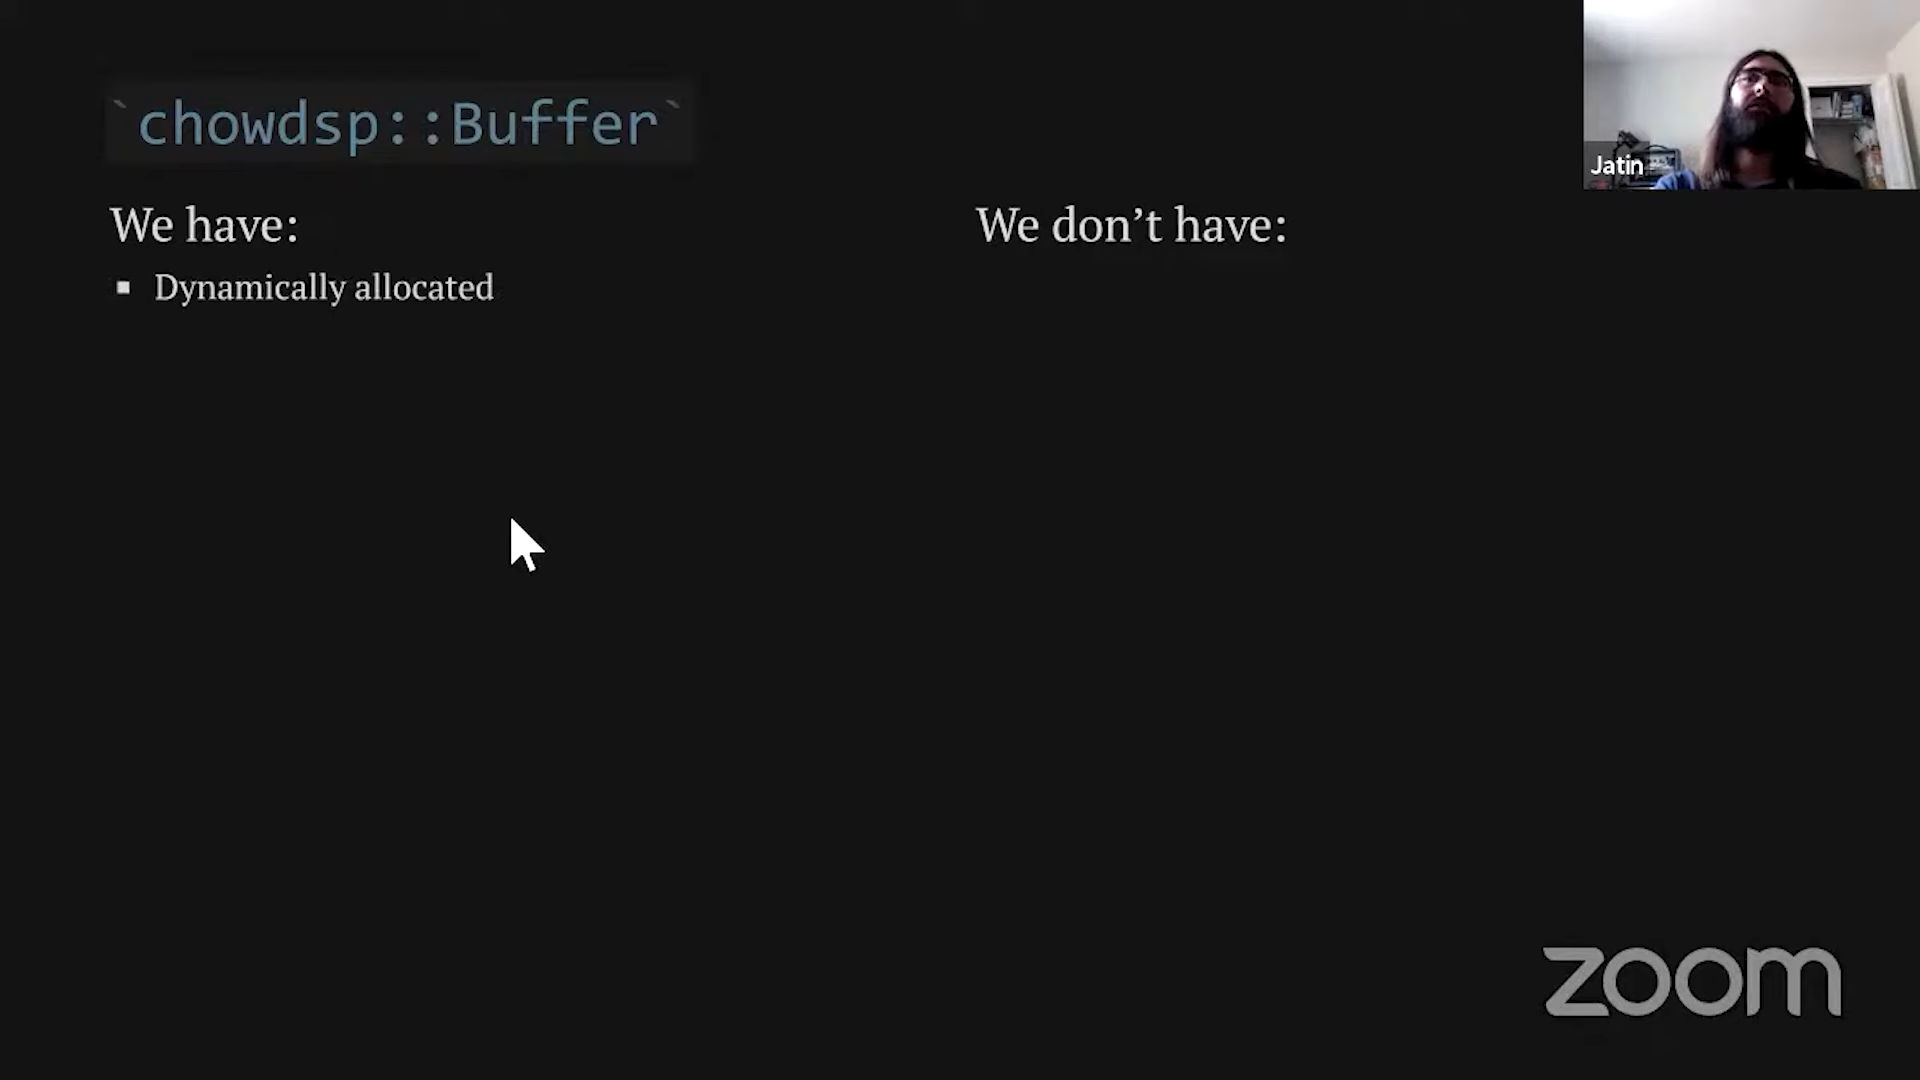 `chowdsp::Buffer`
We have:
▪ Dynamically allocated
We don’t have:
Jatin
zoom